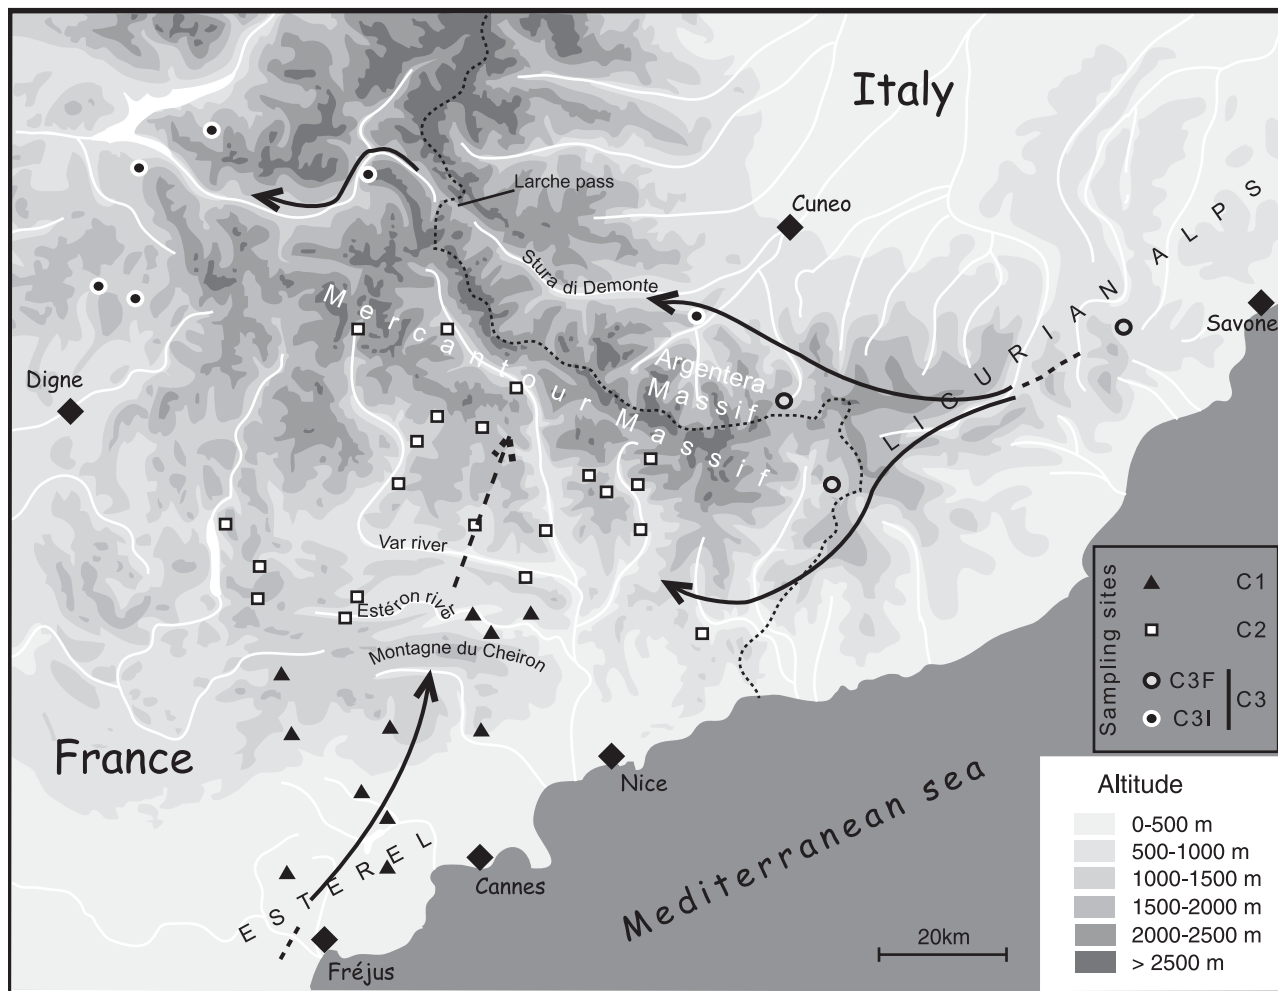 Italy
Larche pass
Cuneo
Stura di Demonte
LIGURIAN ALPS
Savone
Mercantour Massif
Argentera
Massif
Digne
Var river
Estéron river
Montagne du Cheiron
France
Nice
ESTEREL
Cannes
Fréjus
Mediterranean sea
20km
Sampling sites
C1
C2
C3F
C3I
C3
Altitude
0-500 m
500-1000 m
1000-1500 m
1500-2000 m
2000-2500 m
> 2500 m